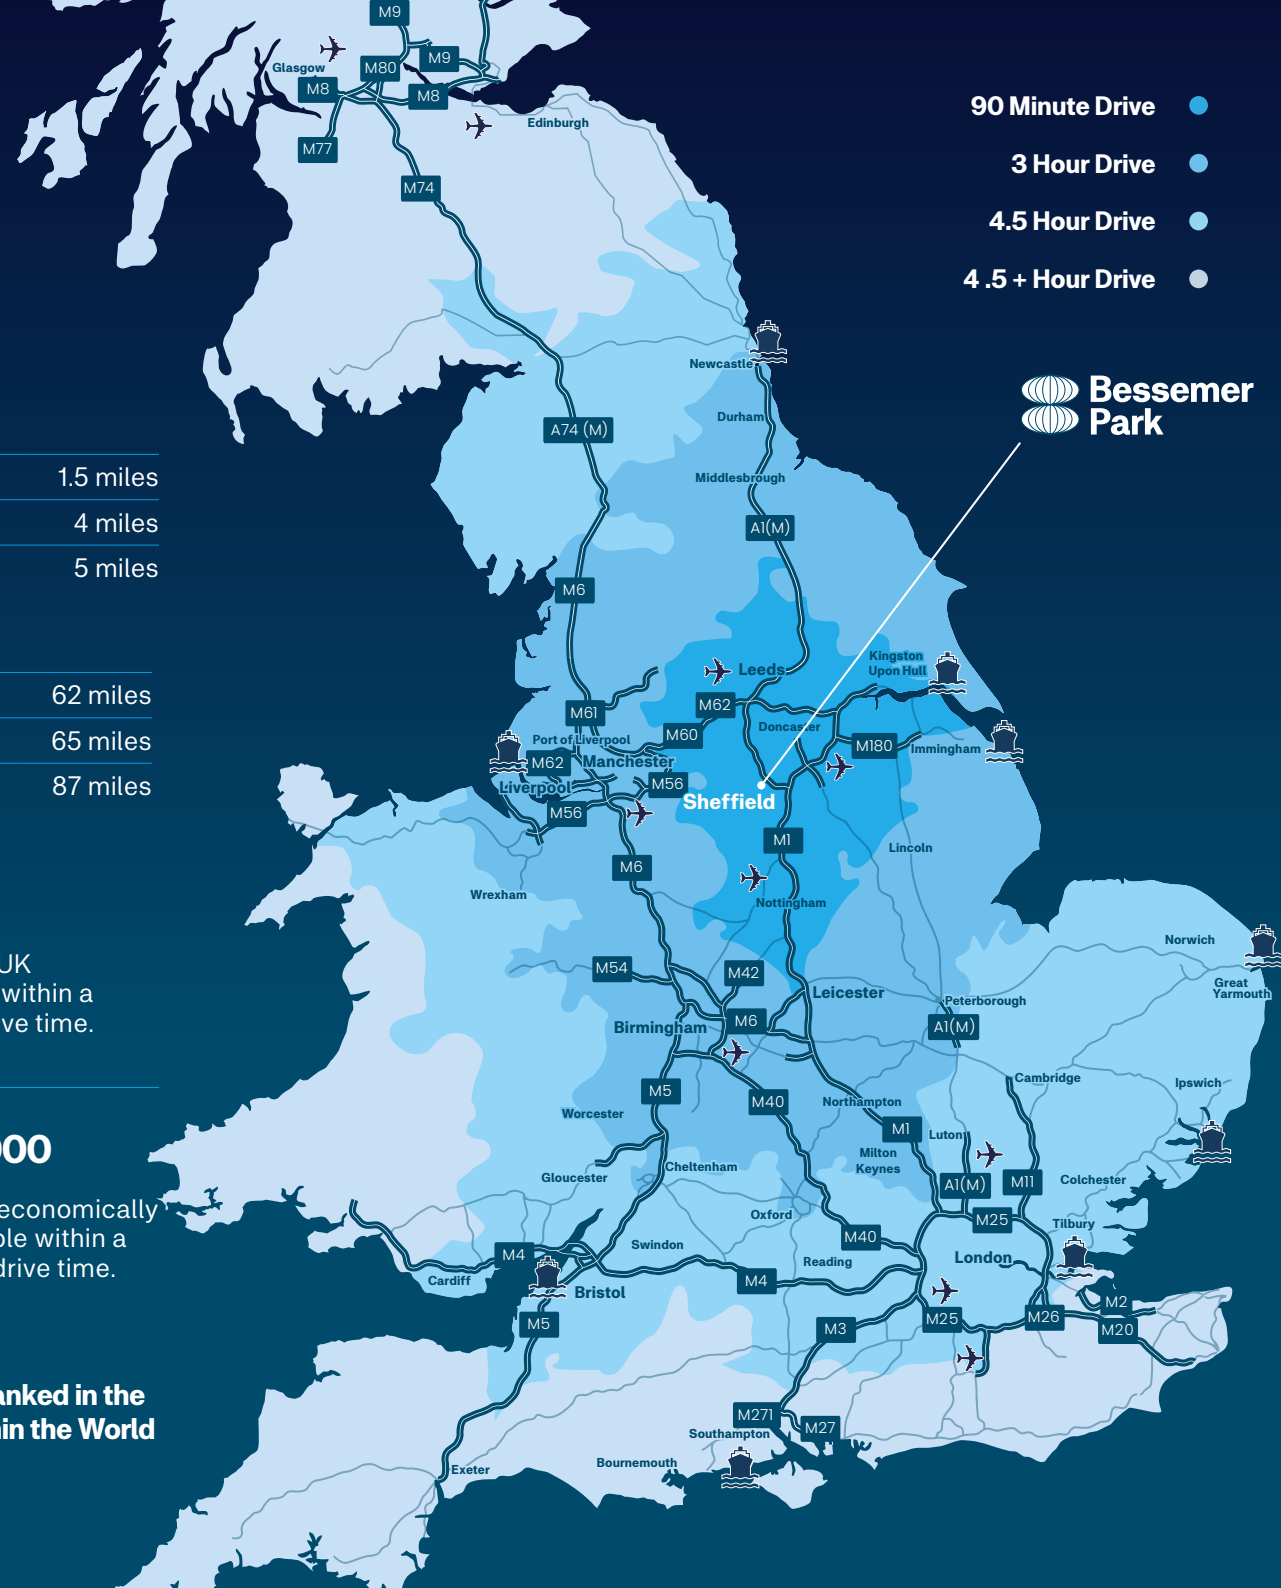 M9
M9
Glasgow
M80
M8
M8
Edinburgh
M77
M74
90 Minute Drive
3 Hour Drive
4.5 Hour Drive
4 .5 + Hour Drive
Bessemer
Park
Newcastle
Durham
A74 (M)
Middlesbrough
A1(M)
M6
1.5 miles
4 miles
5 miles
62 miles
65 miles
87 miles
Leeds
Kingston
Upon Hull
M62
M61
Doncaster
M60
Port of Liverpool
M180
Immingham
M62
Manchester
Liverpool
M56
Sheffield
M56
M1
Lincoln
M6
Wrexham
Nottingham
Norwich
Great
Yarmouth
UK
within a
ve time.
M54
M42
Leicester
Peterborough
M6
A1(M)
Birmingham
Cambridge
Ipswich
M5
M40
Northampton
Worcester
M1
Luton
Milton
Keynes
Cheltenham
Gloucester
A1(M)
M11
Colchester
Oxford
M25
Tilbury
000
economically
ble within a
drive time.
M40
Swindon
M4
Reading
London
Cardiff
M4
Bristol
M2
M5
M3
M25
M26
M20
anked in the
hin the World
M271
M27
Southampton
Bournemouth
Exeter